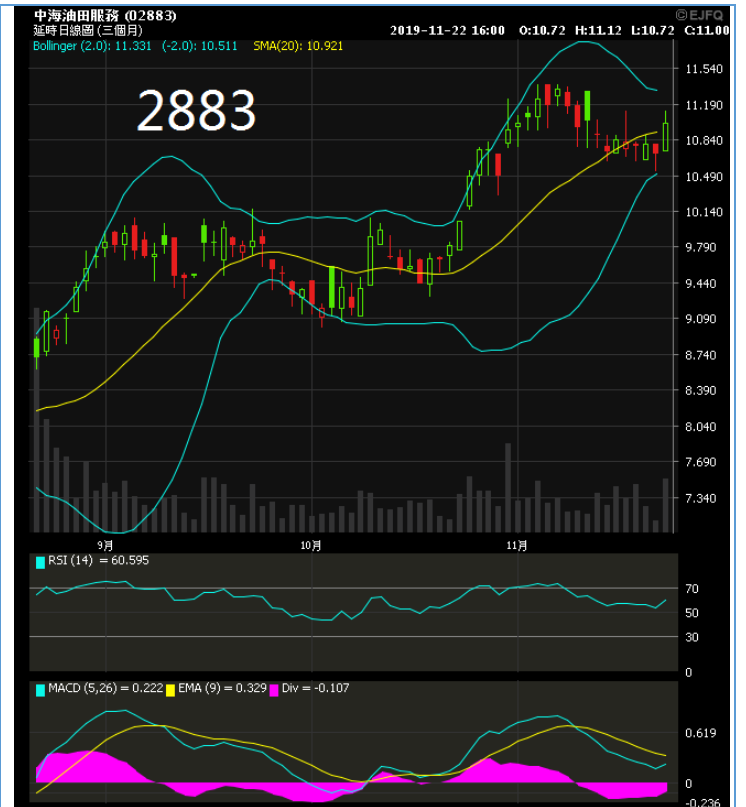 中海油田服務 (02883)
©EJFQ
延時日線圖 (三個月)
2019-11-22 16:00 O:10.72 H:11.12 L:10.72 C:11.00
Bollinger (2.0): 11.331 (-2.0): 10.511 SMA(20): 10.921
2883
11.540
11.190
10.840
10.490
10.140
9.790
9.440
9.090
8.740
8.390
8.040
7.690
7.340
9月 10月 11月
RSI (14) = 60.595
70
50
30
0
MACD (5,26) = 0.222 EMA (9) = 0.329 Div = -0.107
0.619
0
-0.236